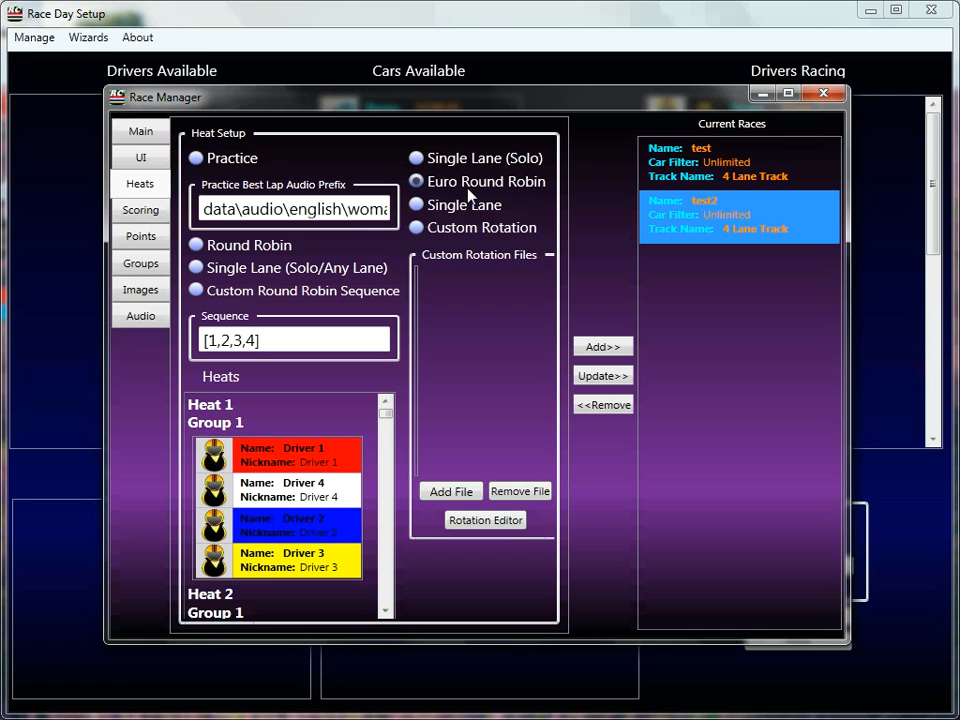 Race Day Setup
Manage Wizards About
Drivers Available Cars Available Drivers Racing
Race Manager
Main
UI
Heats
Scoring
Points
Groups
Images
Audio
Heat Setup
Practice
Practice Best Lap Audio Prefix
data\audio\english\woma
Round Robin
Single Lane (Solo/Any Lane)
Custom Round Robin Sequence
Sequence
[1,2,3,4]
Heats
Heat 1
Group 1
Name: Driver 1
Nickname: Driver 1
Name: Driver 4
Nickname: Driver 4
Name: Driver 2
Nickname: Driver 2
Name: Driver 3
Nickname: Driver 3
Heat 2
Group 1
Single Lane (Solo)
Euro Round Robin
Single Lane
Custom Rotation
Custom Rotation Files
Add File Remove File
Rotation Editor
Add>>
Update>>
<<Remove
Current Races
Name: test
Car Filter: Unlimited
Track Name: 4 Lane Track
Name: test2
Car Filter: Unlimited
Track Name: 4 Lane Track